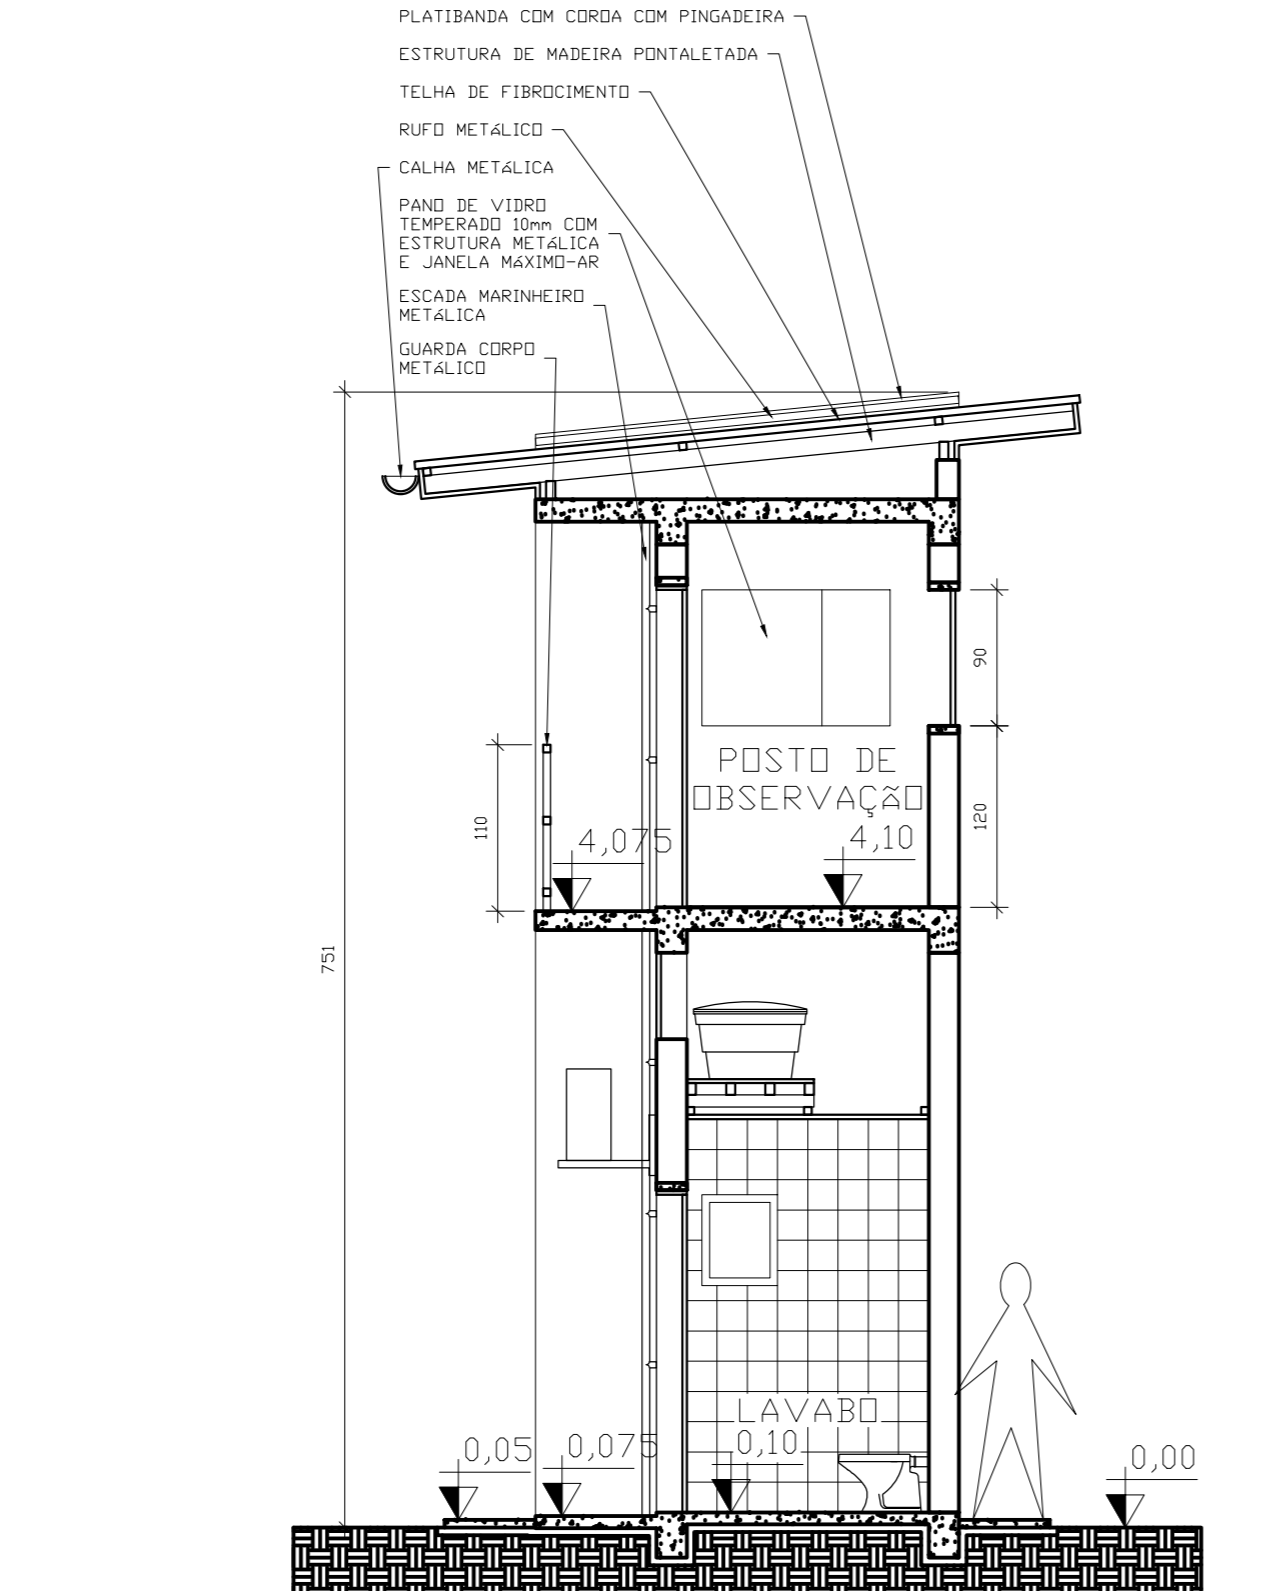 PLATIBANDA COM COROA COM PINGADEIRA
ESTRUTURA DE MADEIRA PONTALETADA
TELHA DE FIBROCIMENTO
RUFO METÁLICO
CALHA METÁLICA
PANO DE VIDRO
TEMPERADO 10mm COM
ESTRUTURA METÁLICA
E JANELA MÁXIMO-AR
ESCADA MARINHEIRO
METÁLICA
GUARDA CORPO
METÁLICO
90
POSTO DE
OBSERVAÇÃO
110
120
4,075
4,10
751
LAVABO
0,05
0,075
0,10
0,00